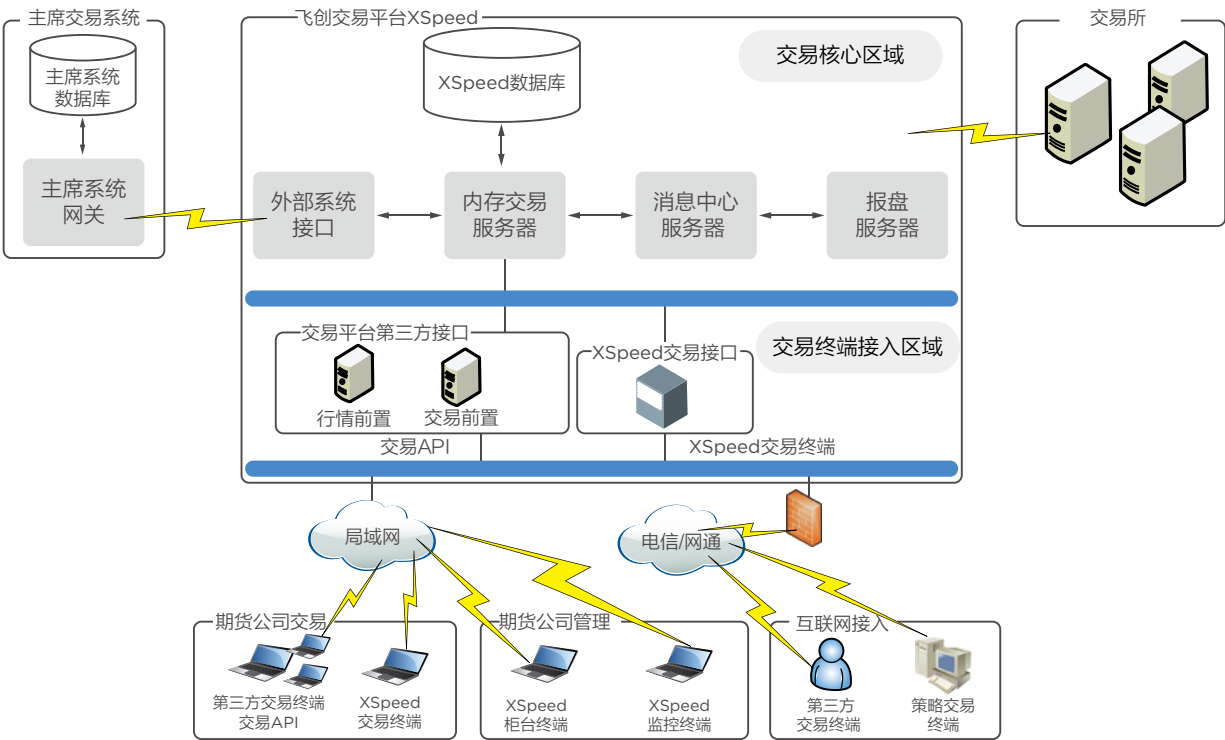 主席交易系统
飞创交易平台XSpeed
交易所
主席系统
数据库
XSpeed数据库
交易核心区域
主席系统
网关
外部系统
接口
内存交易
服务器
消息中心
服务器
报盘
服务器
交易平台第三方接口
XSpeed交易接口
交易终端接入区域
行情前置
交易前置
交易API
XSpeed交易终端
局域网
电信/网通
期货公司交易
期货公司管理
互联网接入
第三方交易终端
交易API
XSpeed
交易终端
XSpeed
柜台终端
XSpeed
监控终端
第三方
交易终端
策略交易
终端